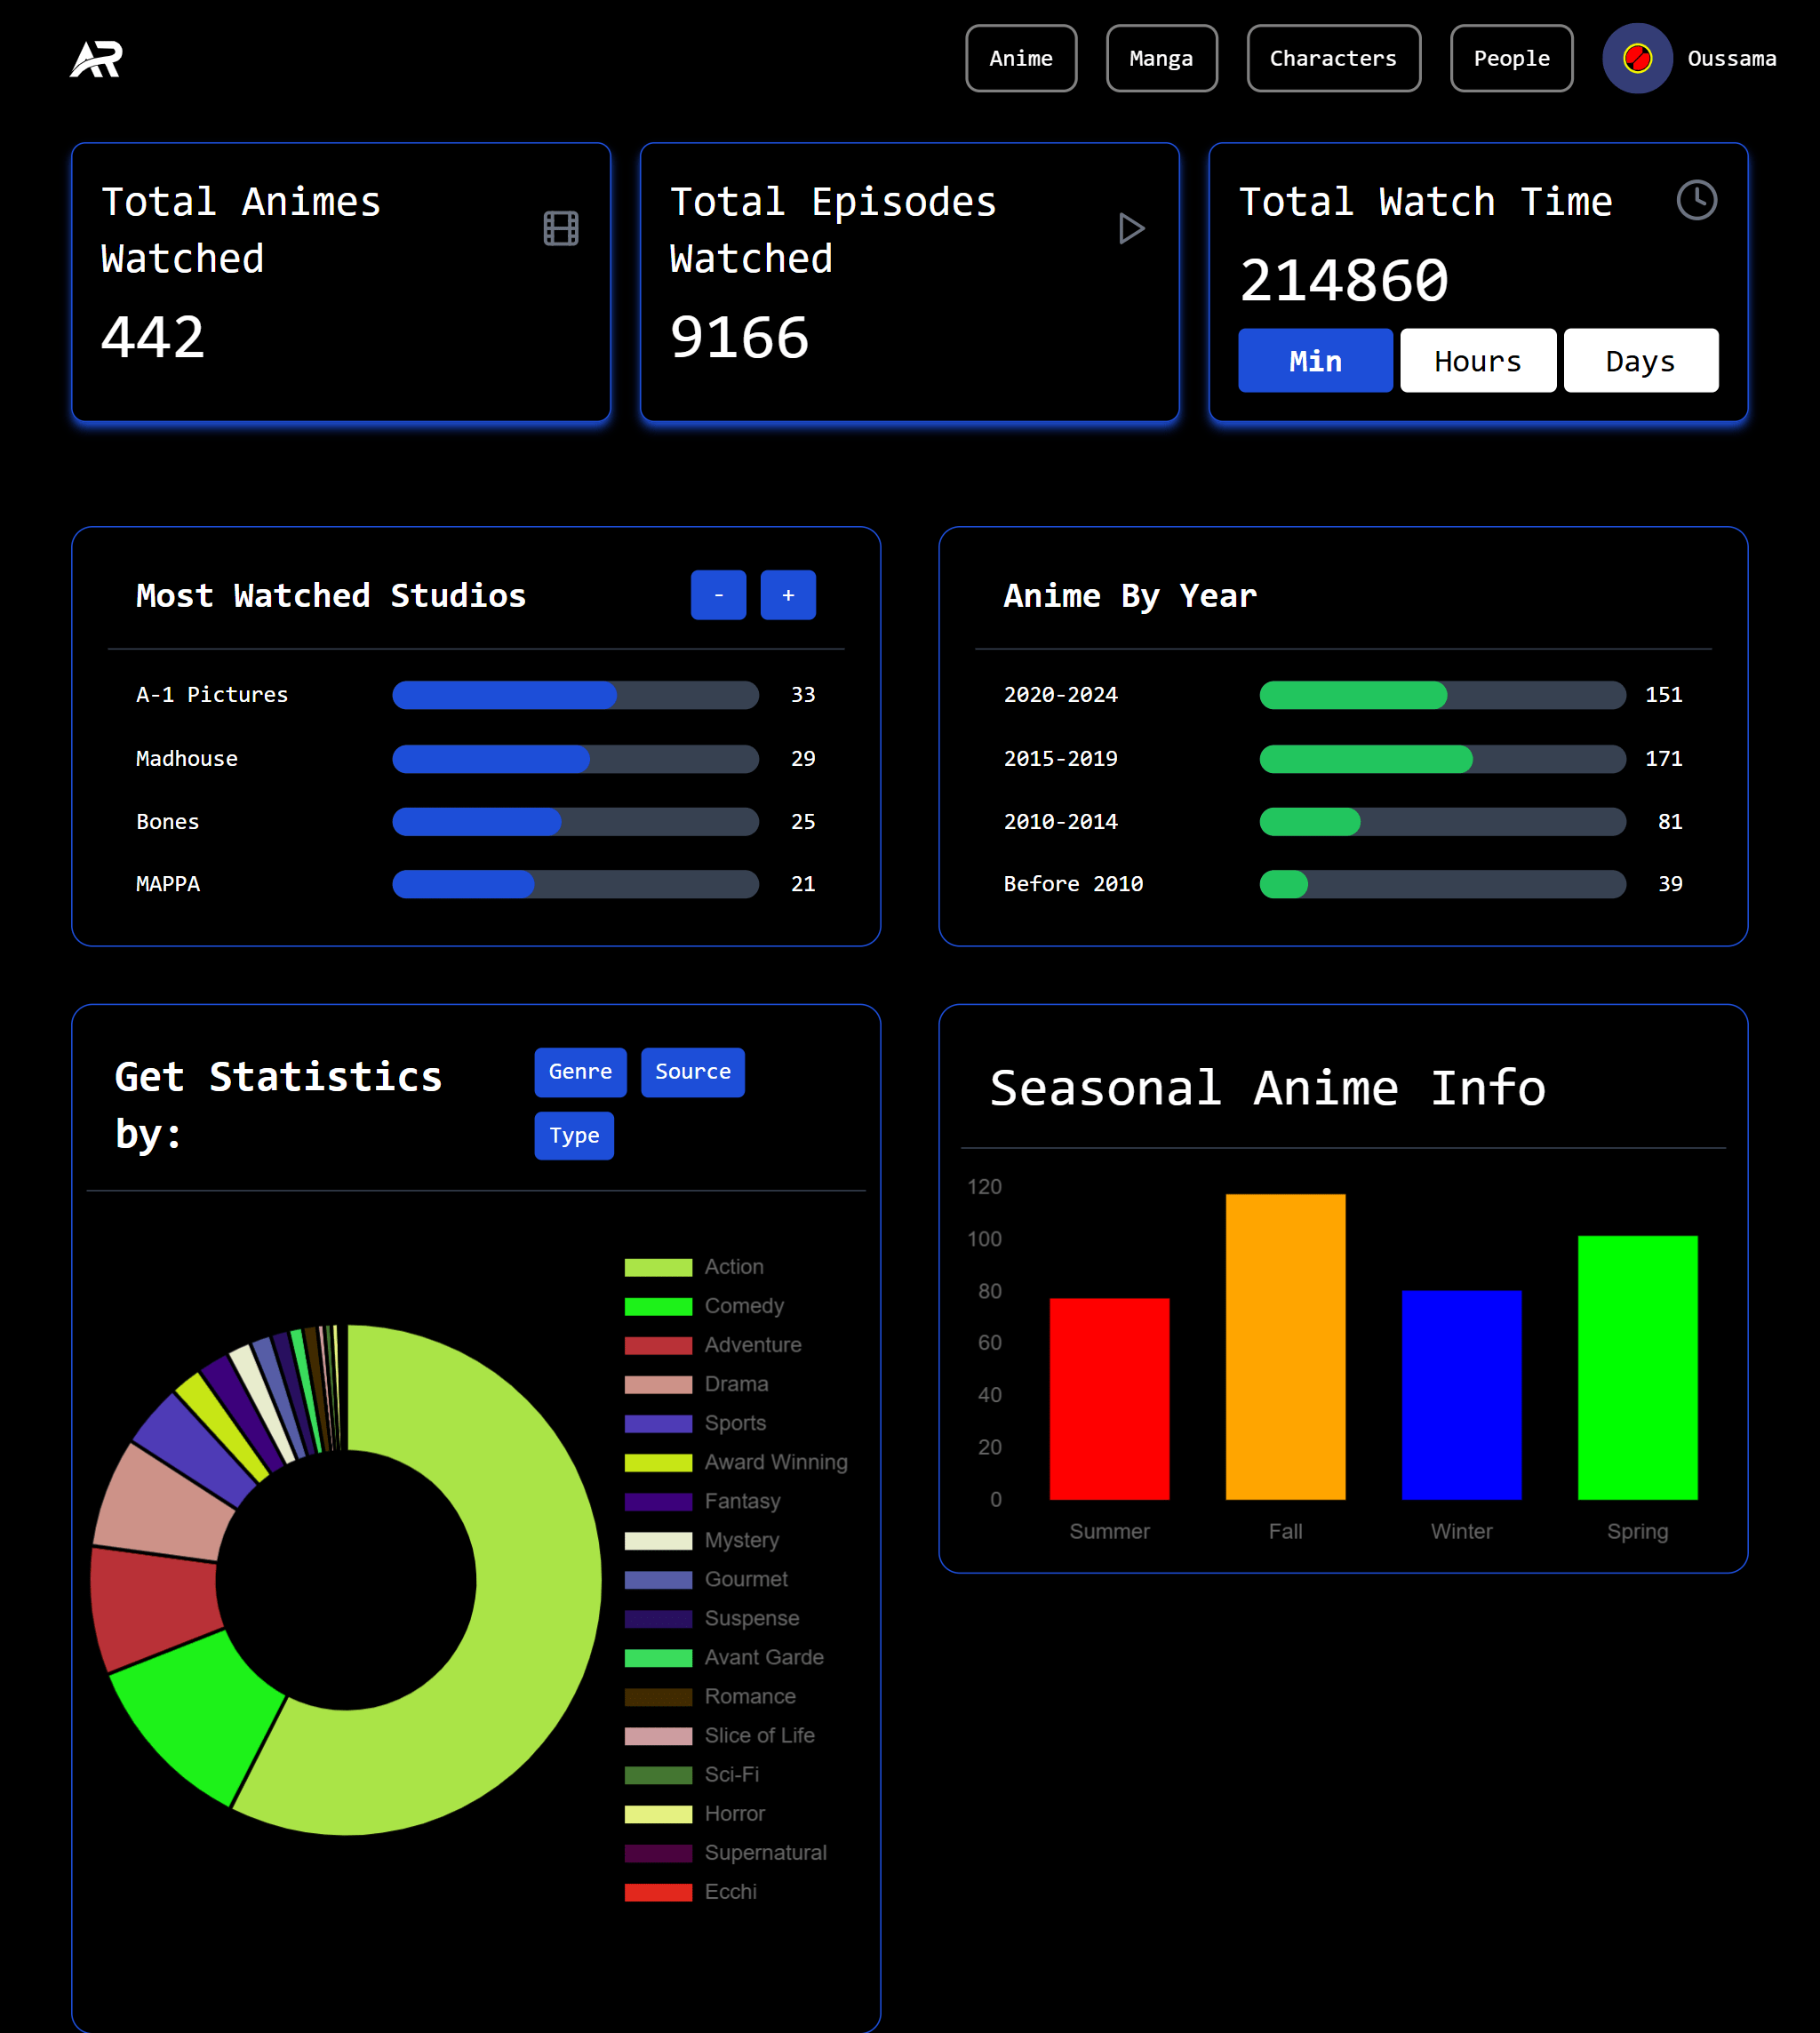 AR
Anime
Manga
Characters
People
Oussama
Total Animes
Watched
442
Total Episodes
Watched
9166
Total Watch Time
214860
Min
Hours
Days
Most Watched Studios
-
+
A-1 Pictures
33
Madhouse
29
Bones
25
MAPPA
21
Anime By Year
2020-2024
151
2015-2019
171
2010-2014
81
Before 2010
39
Get Statistics
by:
Genre
Source
Type
Action
Comedy
Adventure
Drama
Sports
Award Winning
Fantasy
Mystery
Gourmet
Suspense
Avant Garde
Romance
Slice of Life
Sci-Fi
Horror
Supernatural
Ecchi
Seasonal Anime Info
120
100
80
60
40
20
0
Summer
Fall
Winter
Spring